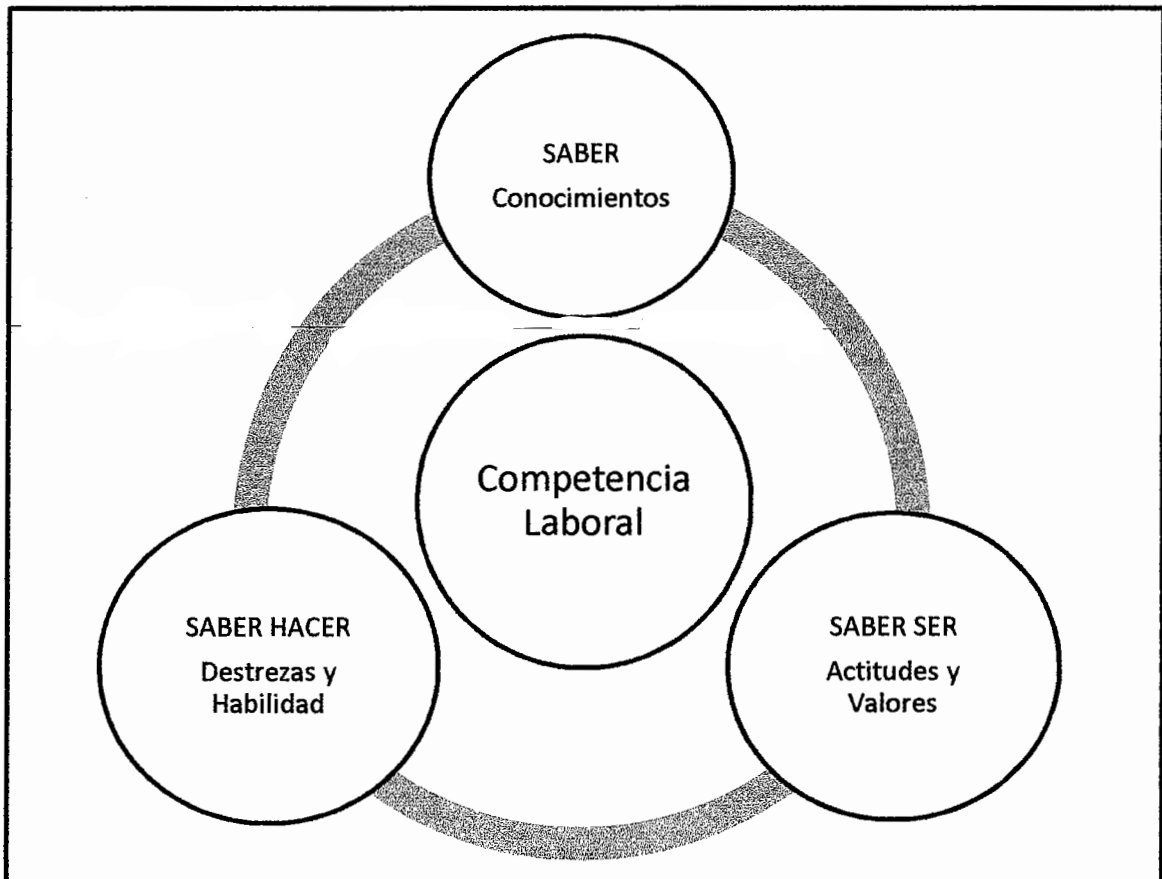 SABER
Conocimientos
Competencia
Laboral
SABER HACER
Destrezas y
Habilidad
SABER SER
Actitudes y
Valores